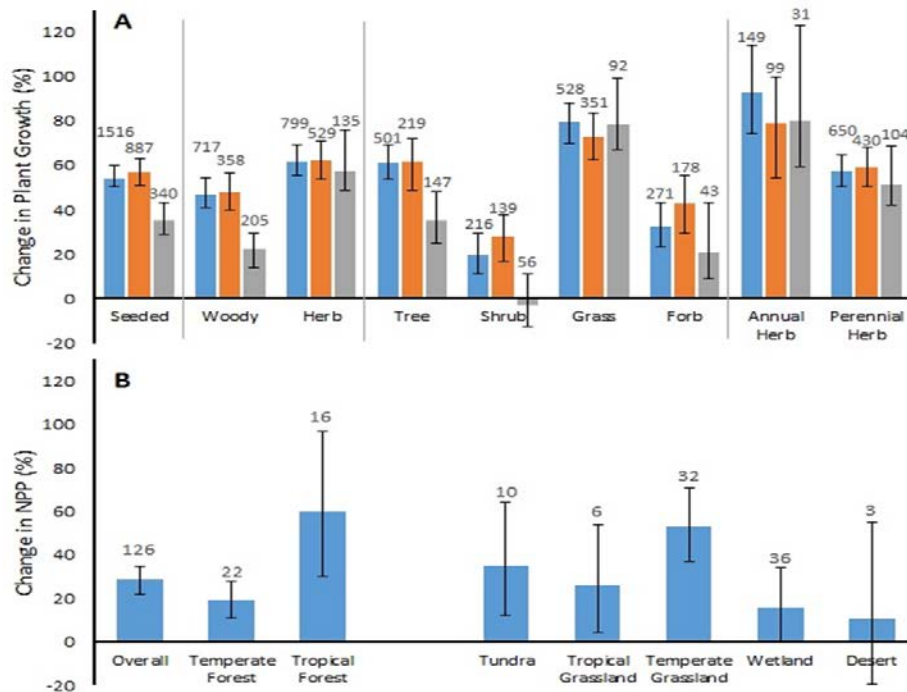 A
Change in Plant Growth (%)
120
100
80
60
40
20
0
-20
1516
887
340
717
358
205
799
529
135
501
219
147
216
139
56
528
351
92
271
178
43
149
99
31
650
430
104
Seeded
Woody
Herb
Tree
Shrub
Grass
Forb
Annual
Herb
Perennial
Herb
B
Change in NPP (%)
120
100
80
60
40
20
0
-20
126
22
16
10
6
32
36
3
Overall
Temperate
Forest
Tropical
Forest
Tundra
Tropical
Grassland
Temperate
Grassland
Wetland
Desert